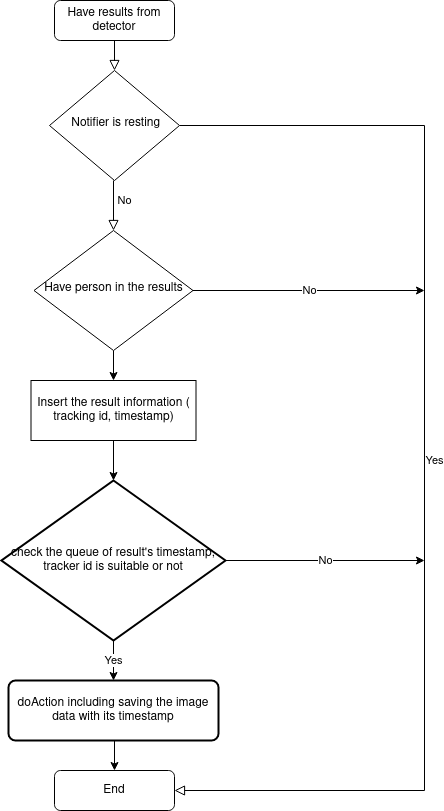 Have results from
detector
Notifier is resting
No
Have person in the results
No
Insert the result information (
tracking id, timestamp)
Yes
check the queue of result's timestamp,
tracker id is suitable or not
No
Yes
doAction including saving the image
data with its timestamp
End